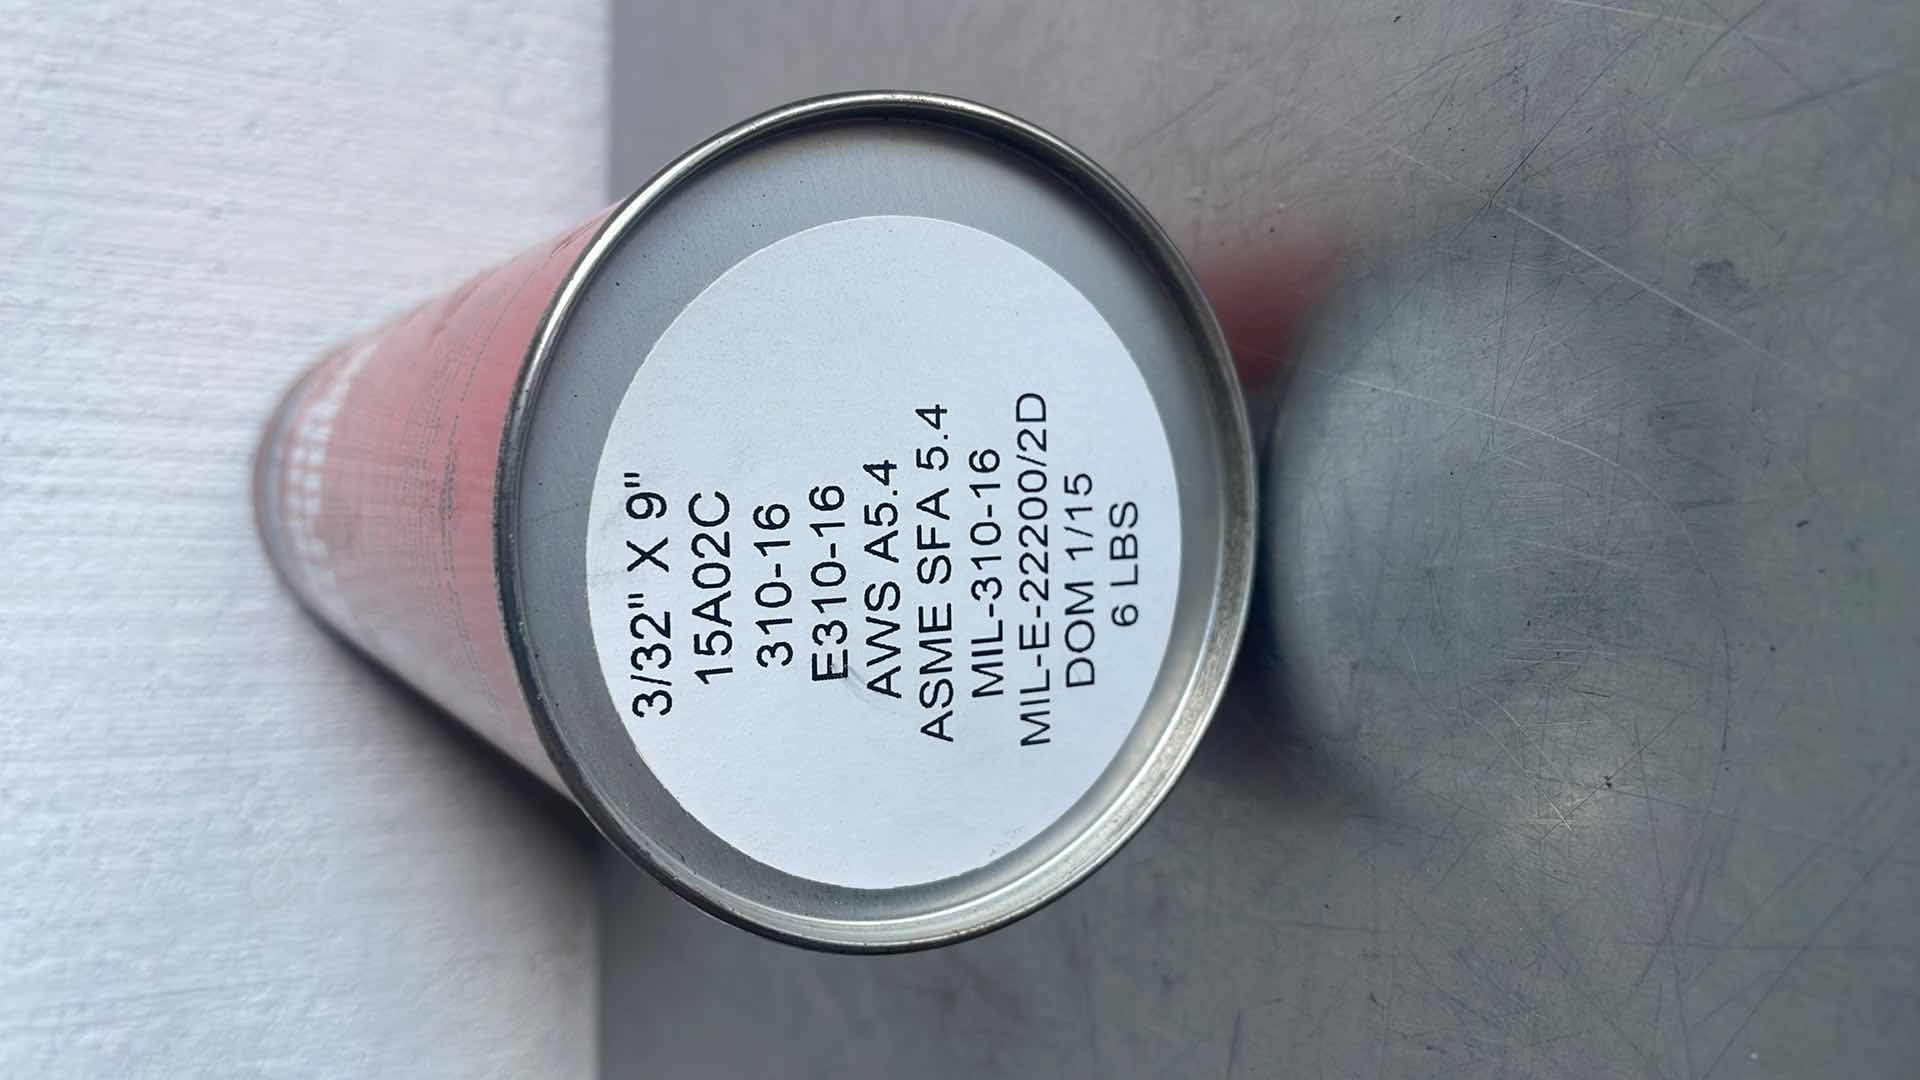 3/32" X 9"
15A02C
310-16
E310-16
AWS A5.4
ASME SFA 5.4
MIL-310-16
MIL-E-22200/2D
DOM 1/15
6 LBS